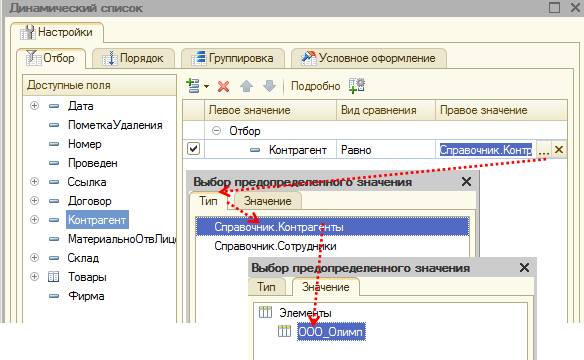 Динамический список
Настройки
Отбор Порядок Группировка Условное оформление
Доступные поля
Дата
ПометкаУдаления
Номер
Проведен
Ссылка
Договор
Контрагент
МатериальноОтвЛице
Склад
Товары
Фирма
Подробно
Левое значение Вид сравнения Правое значение
Отбор
Контрагент Равно Справочник.Контр ...
Выбор предопределенного значения
Тип Значение
Справочник.Контрагенты
Справочник.Сотрудники
Выбор предопределенного значения
Тип Значение
Элементы
ООО_Олимп